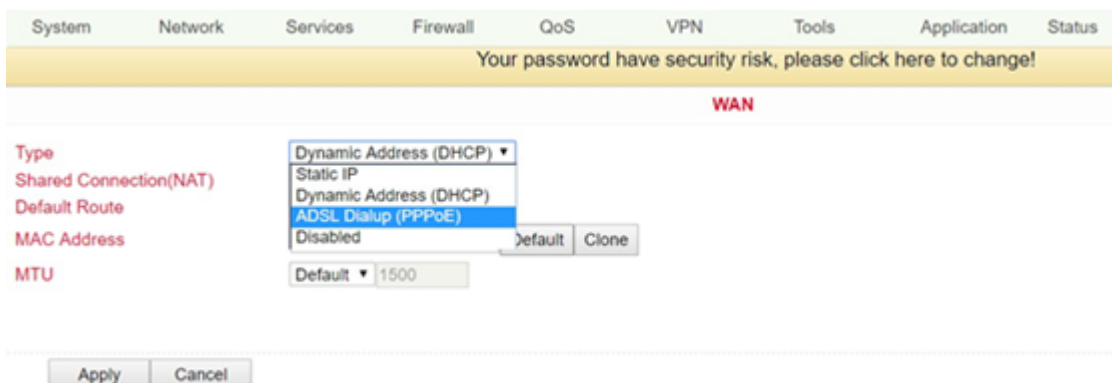 System Network Services Firewall QoS VPN Tools Application Status
Your password have security risk, please click here to change!
WAN
Type Dynamic Address (DHCP)
Static IP
Shared Connection(NAT)
Dynamic Address (DHCP)
Default Route
ADSL Dialup (PPPoE)
MAC Address Disabled Default Clone
MTU Default 1500
Apply Cancel